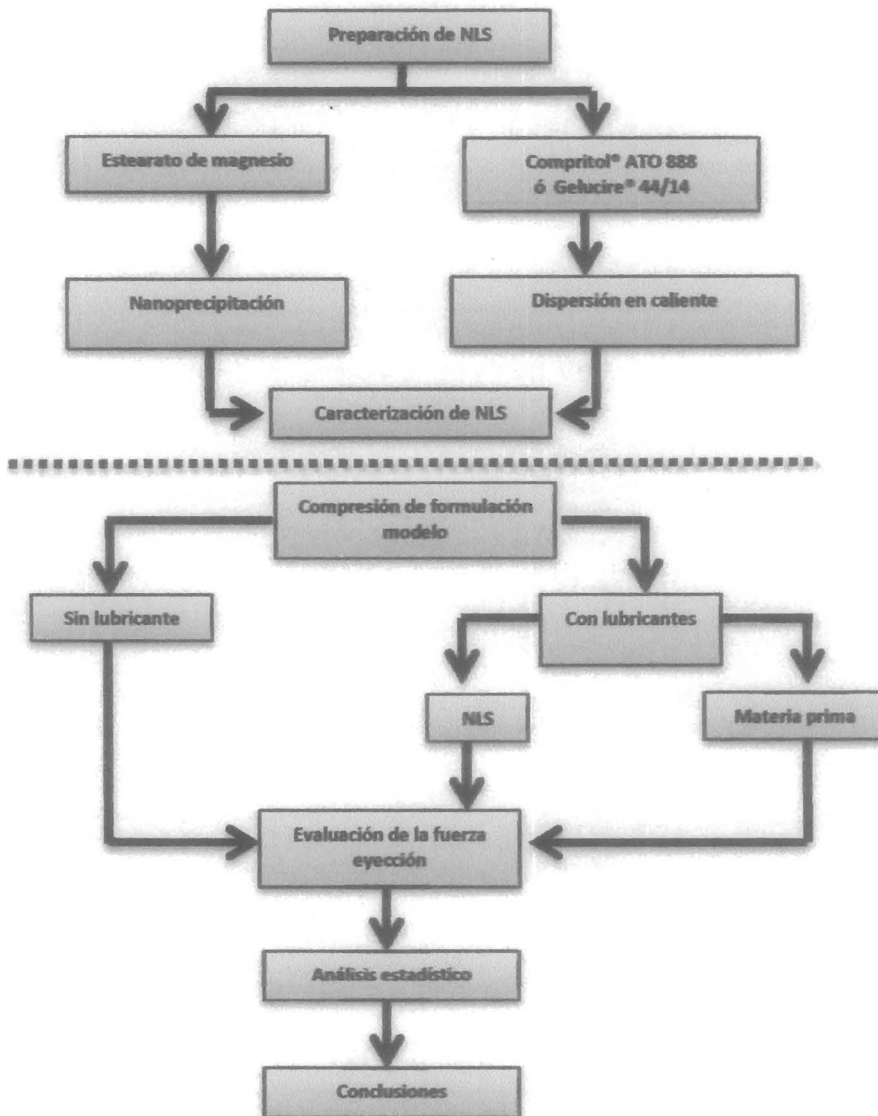 Preparación de NLS
Estearato de magnesio
Compritol® ATO 888
ó Gelucire® 44/14
Nanoprecipitación
Dispersión en caliente
Caracterización de NLS
Compresión de formulación
modelo
Sin lubricante
Con lubricantes
NLS
Materia prima
Evaluación de la fuerza
eyección
Análisis estadístico
Conclusiones